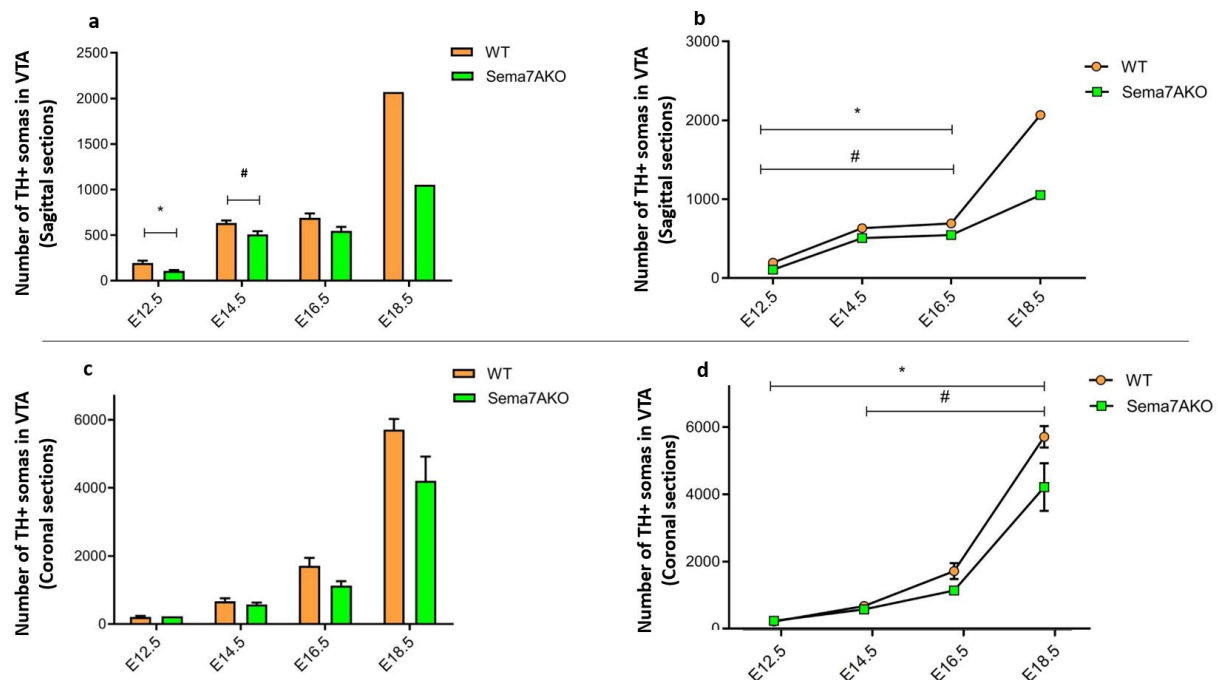 a
Number of TH+ somas in VTA
(Sagittal sections)
2500
2000
1500
1000
500
0
*
#
E12.5
E14.5
E16.5
E18.5
WT
Sema7AKO
b
Number of TH+ somas in VTA
(Sagittal sections)
3000
2000
1000
0
*
#
E12.5
E14.5
E16.5
E18.5
WT
Sema7AKO
c
Number of TH+ somas in VTA
(Coronal sections)
6000
4000
2000
0
E12.5
E14.5
E16.5
E18.5
WT
Sema7AKO
d
Number of TH+ somas in VTA
(Coronal sections)
6000
4000
2000
0
*
#
E12.5
E14.5
E16.5
E18.5
WT
Sema7AKO